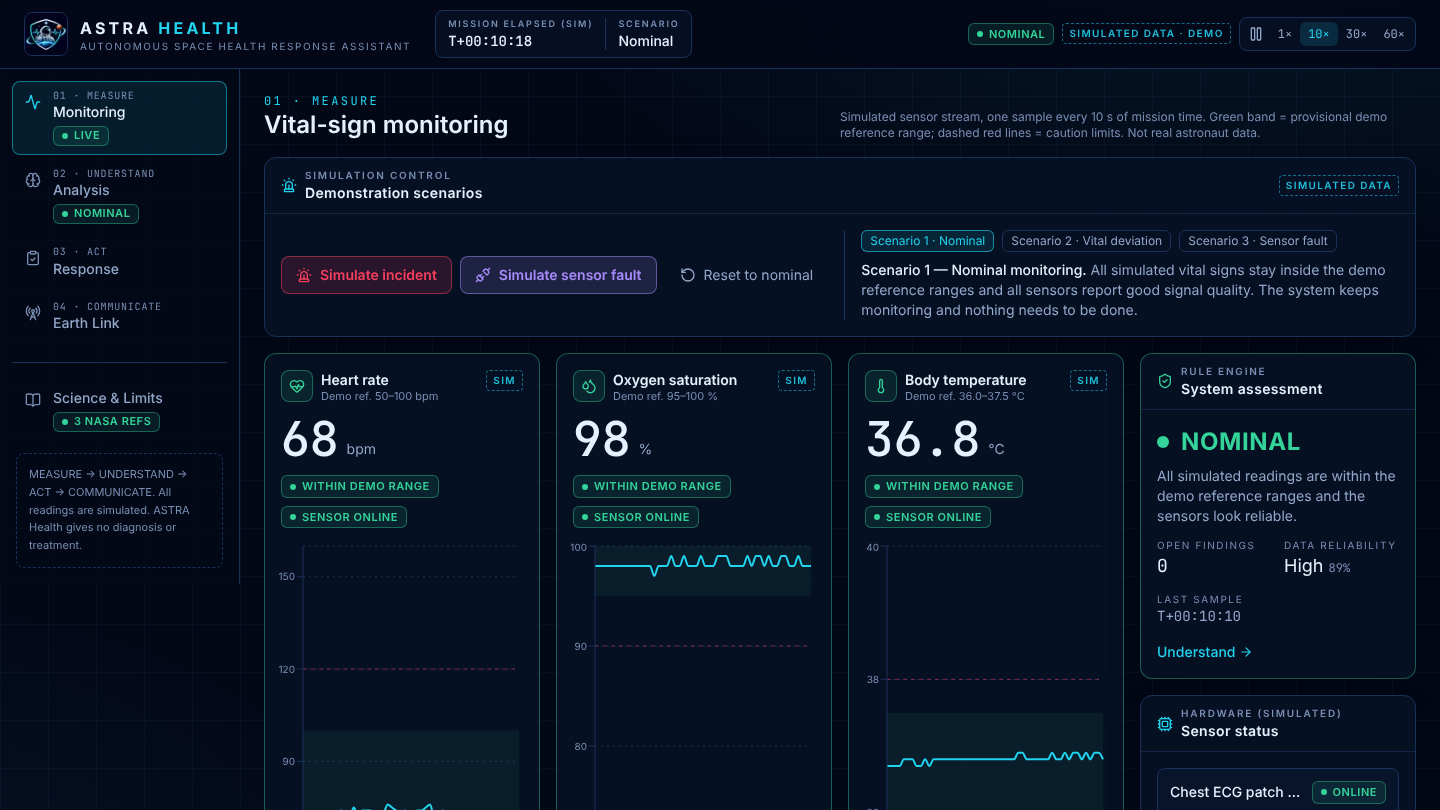 ASTRA HEALTH
AUTONOMOUS SPACE HEALTH RESPONSE ASSISTANT
MISSION ELAPSED (SIM)
T+00:10:18
SCENARIO
Nominal
NOMINAL
SIMULATED DATA · DEMO
1×
10×
30×
60×
01 · MEASURE
Monitoring
LIVE
02 · UNDERSTAND
Analysis
NOMINAL
03 · ACT
Response
04 · COMMUNICATE
Earth Link
Science & Limits
3 NASA REFS
MEASURE → UNDERSTAND →
ACT → COMMUNICATE. All
readings are simulated. ASTRA
Health gives no diagnosis or
treatment.
01 · MEASURE
Vital-sign monitoring
Simulated sensor stream, one sample every 10 s of mission time. Green band = provisional demo
reference range; dashed red lines = caution limits. Not real astronaut data.
SIMULATION CONTROL
Demonstration scenarios
SIMULATED DATA
Simulate incident
Simulate sensor fault
Reset to nominal
Scenario 1 · Nominal
Scenario 2 · Vital deviation
Scenario 3 · Sensor fault
Scenario 1 — Nominal monitoring. All simulated vital signs stay inside the demo
reference ranges and all sensors report good signal quality. The system keeps
monitoring and nothing needs to be done.
Heart rate
Demo ref. 50–100 bpm
SIM
68 bpm
WITHIN DEMO RANGE
SENSOR ONLINE
150
120
90
Oxygen saturation
Demo ref. 95–100 %
SIM
98 %
WITHIN DEMO RANGE
SENSOR ONLINE
100
90
80
Body temperature
Demo ref. 36.0–37.5 °C
SIM
36.8 °C
WITHIN DEMO RANGE
SENSOR ONLINE
40
38
RULE ENGINE
System assessment
NOMINAL
All simulated readings are within the
demo reference ranges and the
sensors look reliable.
OPEN FINDINGS
0
DATA RELIABILITY
High 89%
LAST SAMPLE
T+00:10:10
Understand →
HARDWARE (SIMULATED)
Sensor status
Chest ECG patch ...
ONLINE